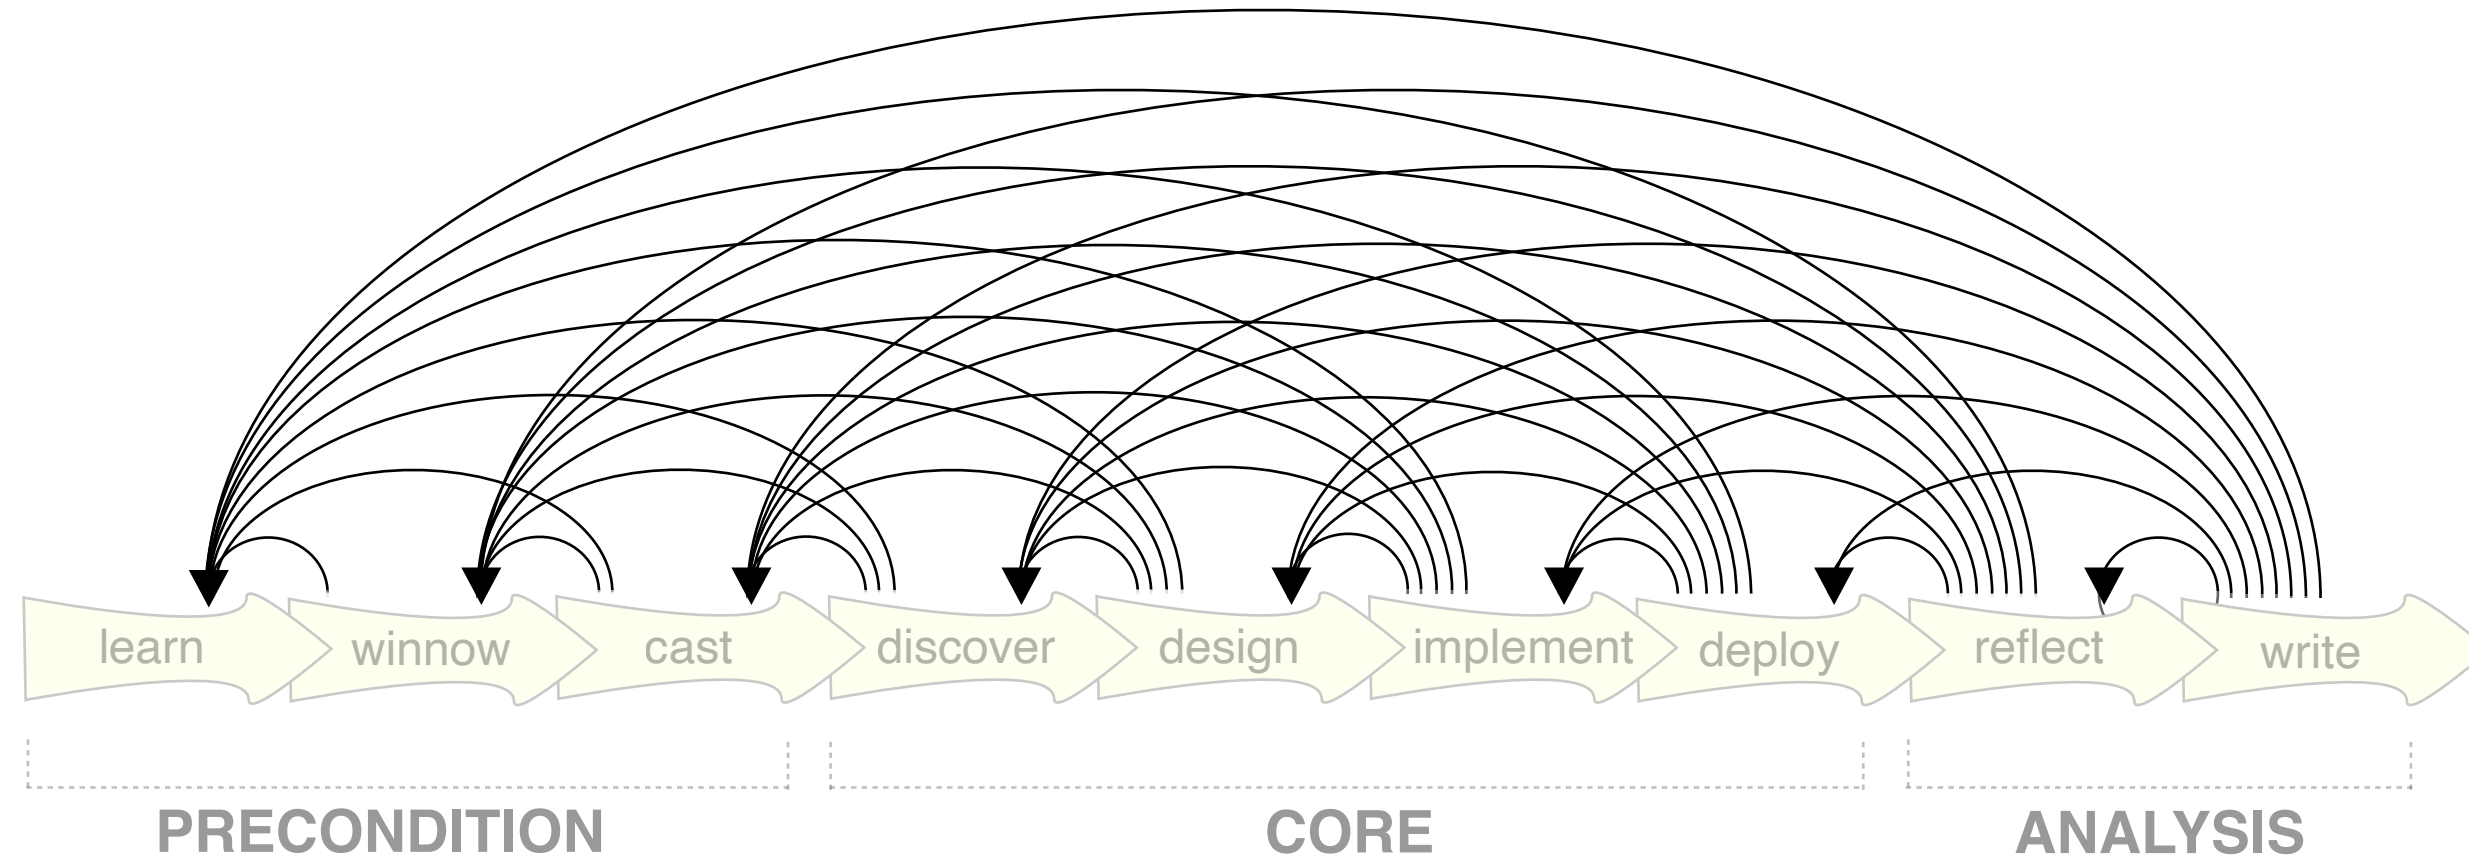 learn winnow cast discover design implement deploy reflect write
PRECONDITION CORE ANALYSIS